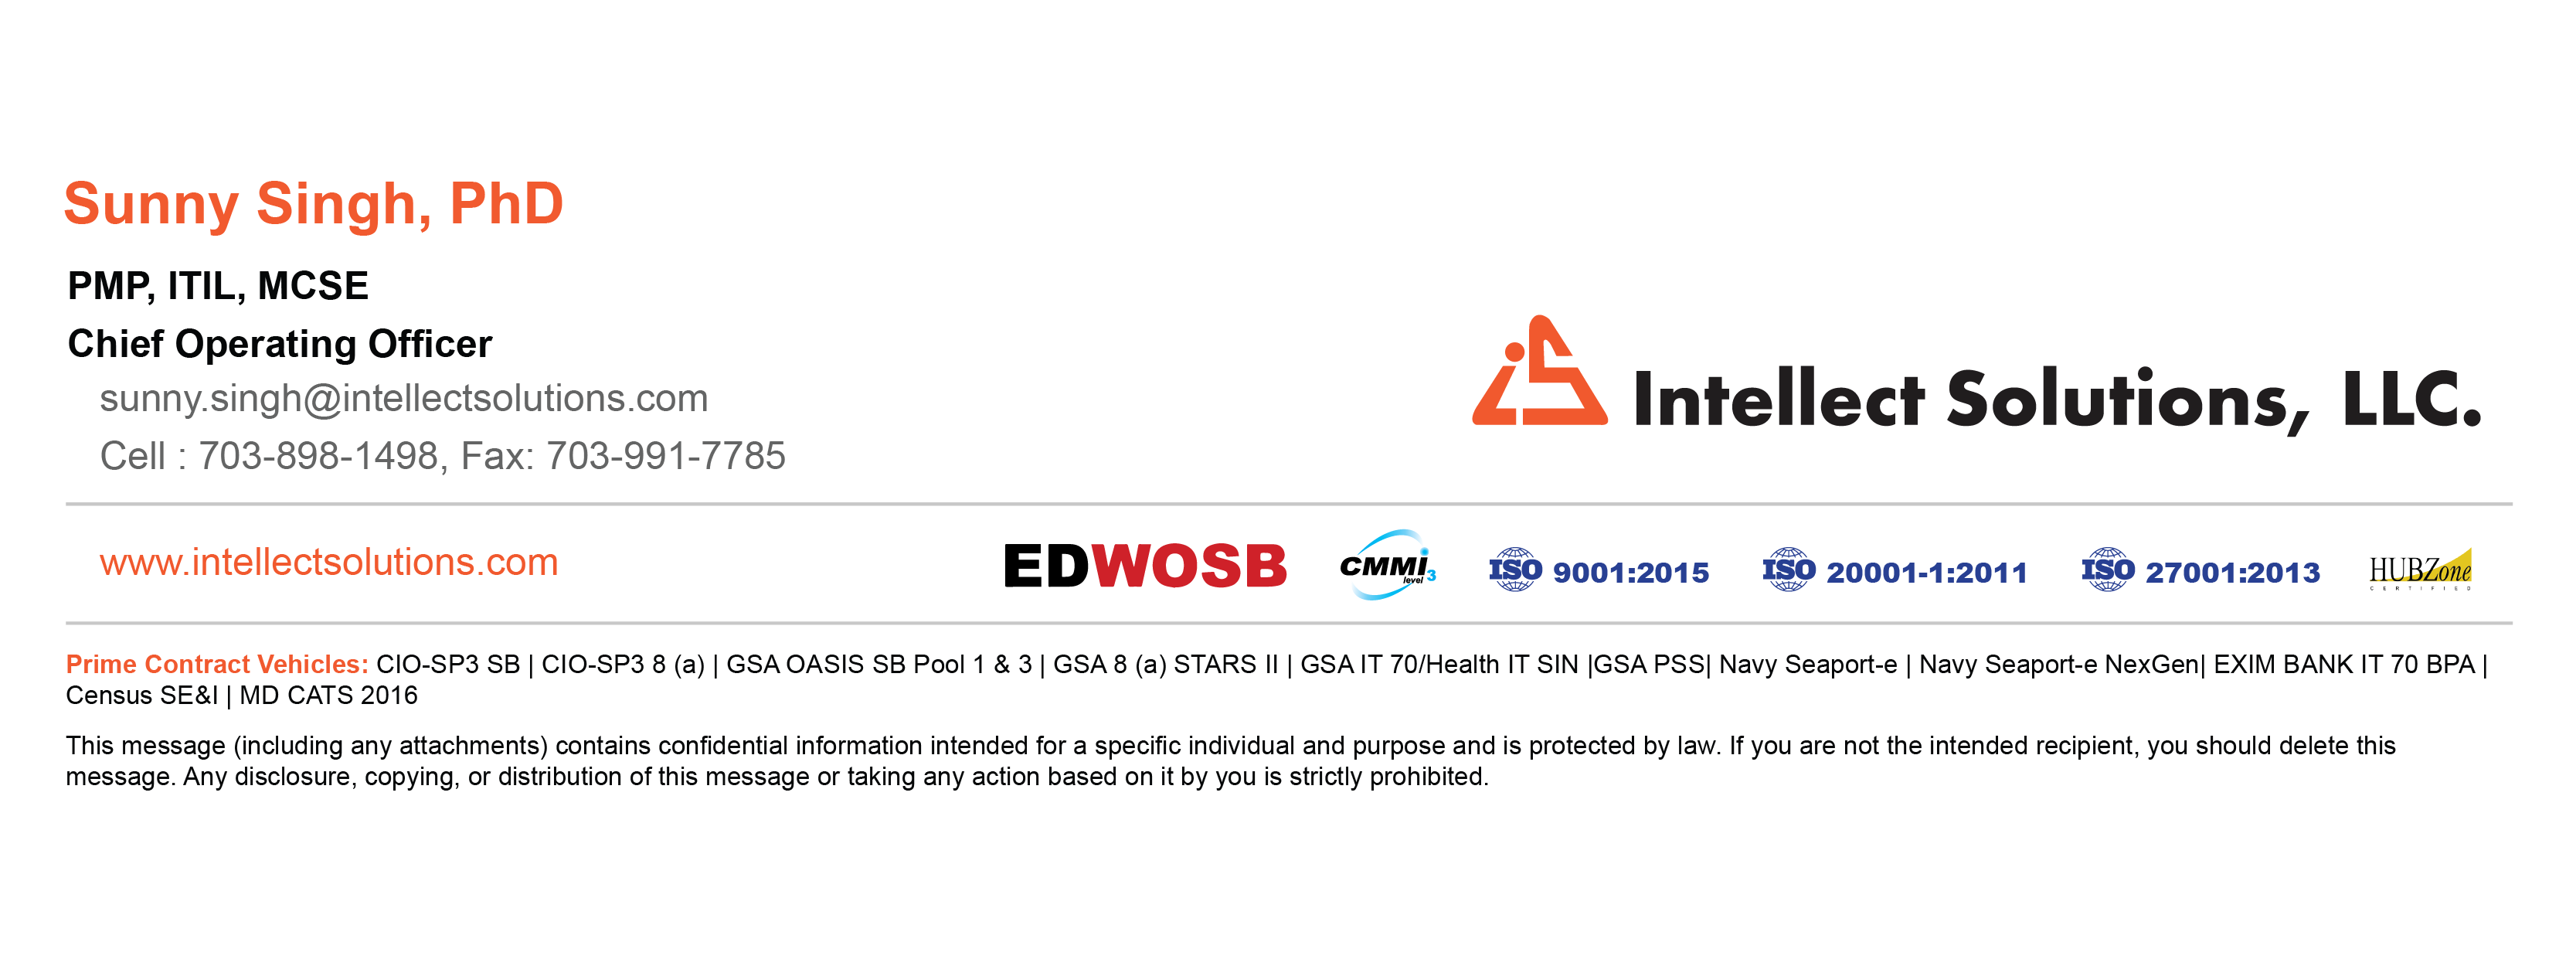 Sunny Singh, PhD
PMP, ITIL, MCSE
Chief Operating Officer
sunny.singh@intellectsolutions.com
Cell : 703-898-1498, Fax: 703-991-7785
Intellect Solutions, LLC.
www.intellectsolutions.com
EDWOSB
CMMI level 3
ISO 9001:2015
ISO 20001-1:2011
ISO 27001:2013
HUBZone
CERTIFIED
Prime Contract Vehicles: CIO-SP3 SB | CIO-SP3 8 (a) | GSA OASIS SB Pool 1 & 3 | GSA 8 (a) STARS II | GSA IT 70/Health IT SIN |GSA PSS| Navy Seaport-e | Navy Seaport-e NexGen| EXIM BANK IT 70 BPA |
Census SE&I | MD CATS 2016
This message (including any attachments) contains confidential information intended for a specific individual and purpose and is protected by law. If you are not the intended recipient, you should delete this
message. Any disclosure, copying, or distribution of this message or taking any action based on it by you is strictly prohibited.